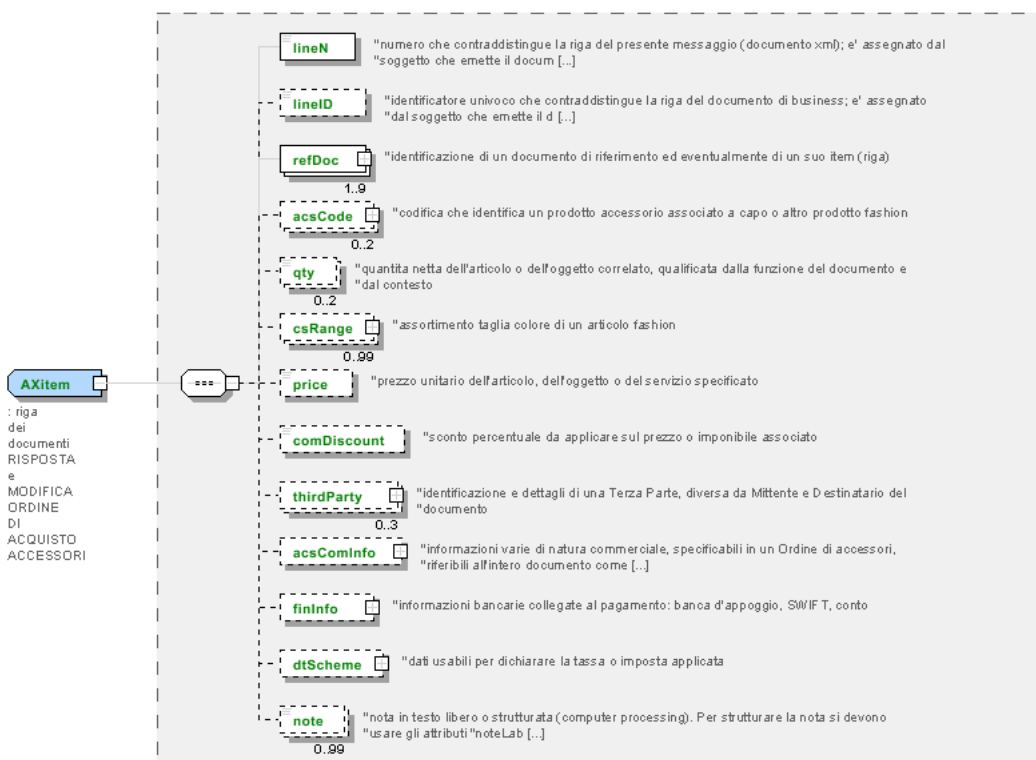 lineN
"numero che contraddistingue la riga del presente messaggio (documento xml); e' assegnato dal
"soggetto che emette il docum [...]
lineID
"identificatore univoco che contraddistingue la riga del documento di business; e' assegnato
"dal soggetto che emette il d [...]
refDoc
"identificazione di un documento di riferimento ed eventualmente di un suo item (riga)
1..9
acsCode
"codifica che identifica un prodotto accessorio associato a capo o altro prodotto fashion
0..2
qty
"quantita netta dell'articolo o dell'oggetto correlato, qualificata dalla funzione del documento e
"dal contesto
0..2
csRange
"assortimento taglia colore di un articolo fashion
0..99
AXitem
price
"prezzo unitario dell'articolo, dell'oggetto o del servizio specificato
: riga
dei
documenti
RISPOSTA
e
MODIFICA
ORDINE
DI
ACQUISTO
ACCESSORI
comDiscount
"sconto percentuale da applicare sul prezzo o imponibile associato
thirdParty
"identificazione e dettagli di una Terza Parte, diversa da Mittente e Destinatario del
"documento
0..3
acsComInfo
"informazioni varie di natura commerciale, specificabili in un Ordine di accessori,
"riferibili all'intero documento come [...]
finInfo
"informazioni bancarie collegate al pagamento: banca d'appoggio, SWIFT, conto
dtScheme
"dati usabili per dichiarare la tassa o imposta applicata
note
"nota in testo libero o strutturata (computer processing). Per strutturare la nota si devono
"usare gli attributi "noteLab [...]
0..99